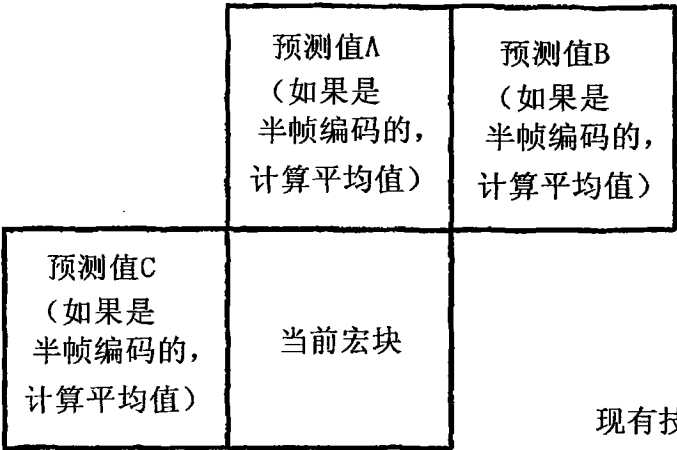 预测值A
（如果是
半帧编码的，
计算平均值）
预测值B
（如果是
半帧编码的，
计算平均值）
预测值C
（如果是
半帧编码的，
计算平均值）
当前宏块
现有